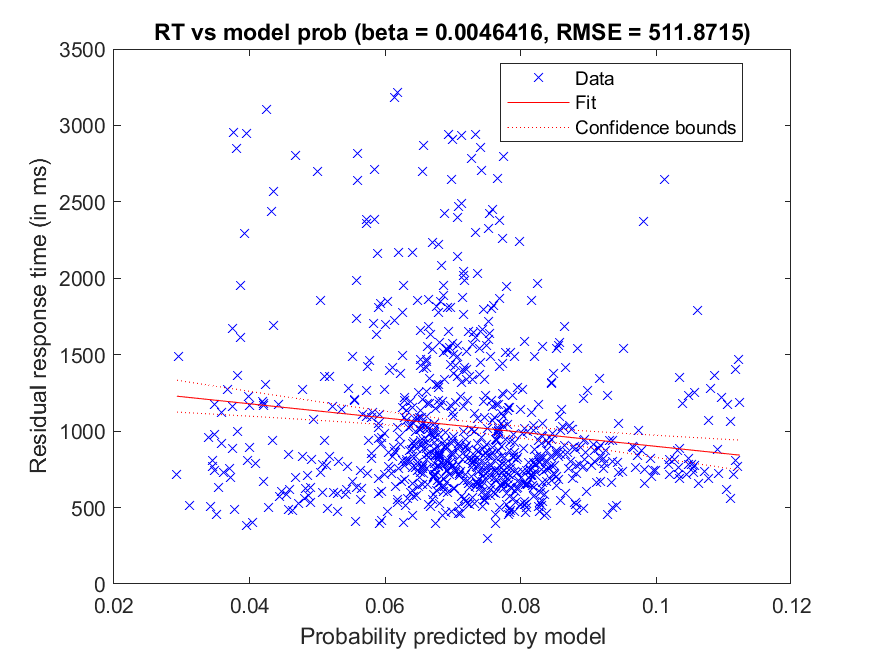 RT vs model prob (beta = 0.0046416, RMSE = 511.8715)
Data
Fit
Confidence bounds
Residual response time (in ms)
3500
3000
2500
2000
1500
1000
500
0
0.02 0.04 0.06 0.08 0.1 0.12
Probability predicted by model